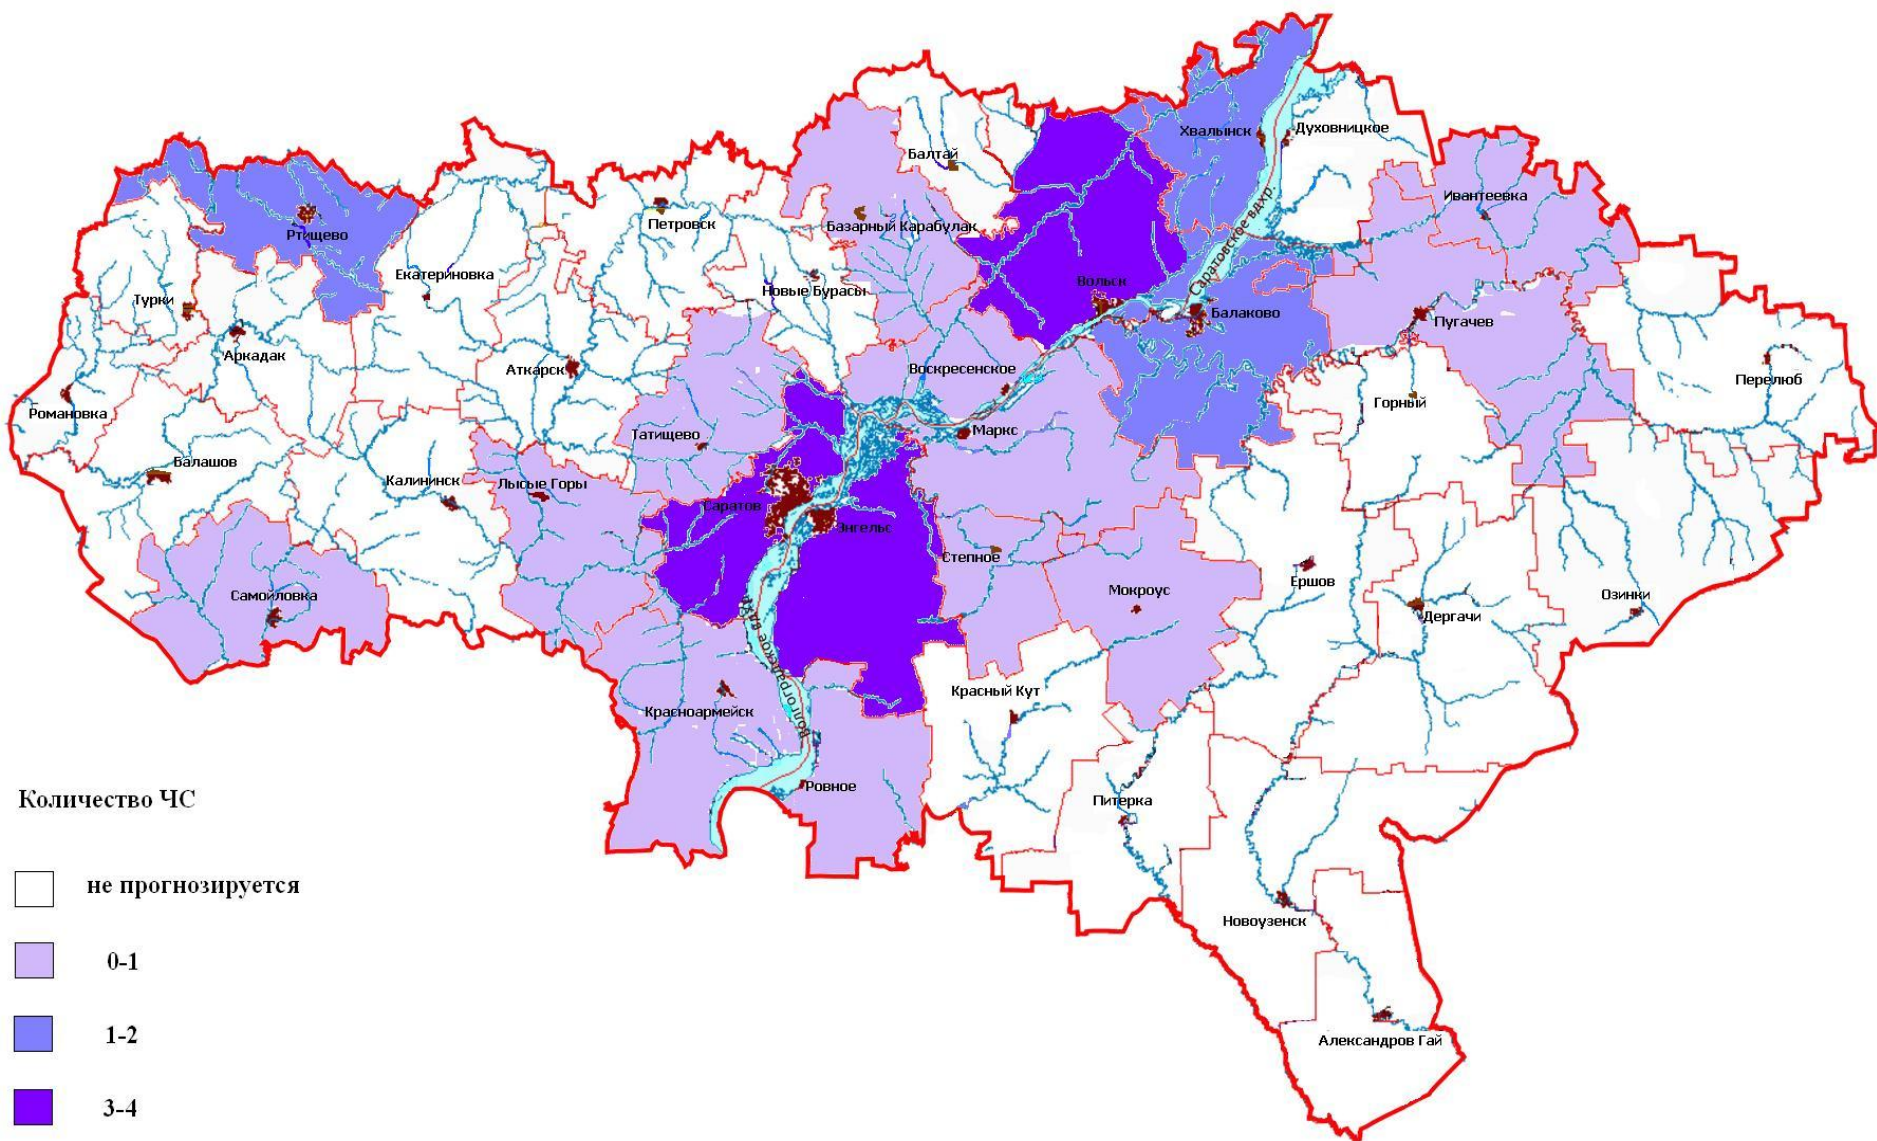 Хвалынск
Духовницкое
Балтай
Ивантеевка
Саратовское вдхр.
Ртищево
Петровск
Базарный Карабулак
Екатериновка
Новые Бурасы
Вольск
Балаково
Турки
Пугачев
Аркадак
Аткарск
Воскресенское
Перелюб
Романовка
Горный
Татищево
Маркс
Балашов
Калининск
Лысые Горы
Саратов
Энгельс
Степное
Мокроус
Ершов
Озинки
Самойловка
Дергачи
Волгоградское вдхр.
Красный Кут
Красноармейск
Ровное
Питерка
Новоузенск
Александров Гай
Количество ЧС
не прогнозируется
0-1
1-2
3-4